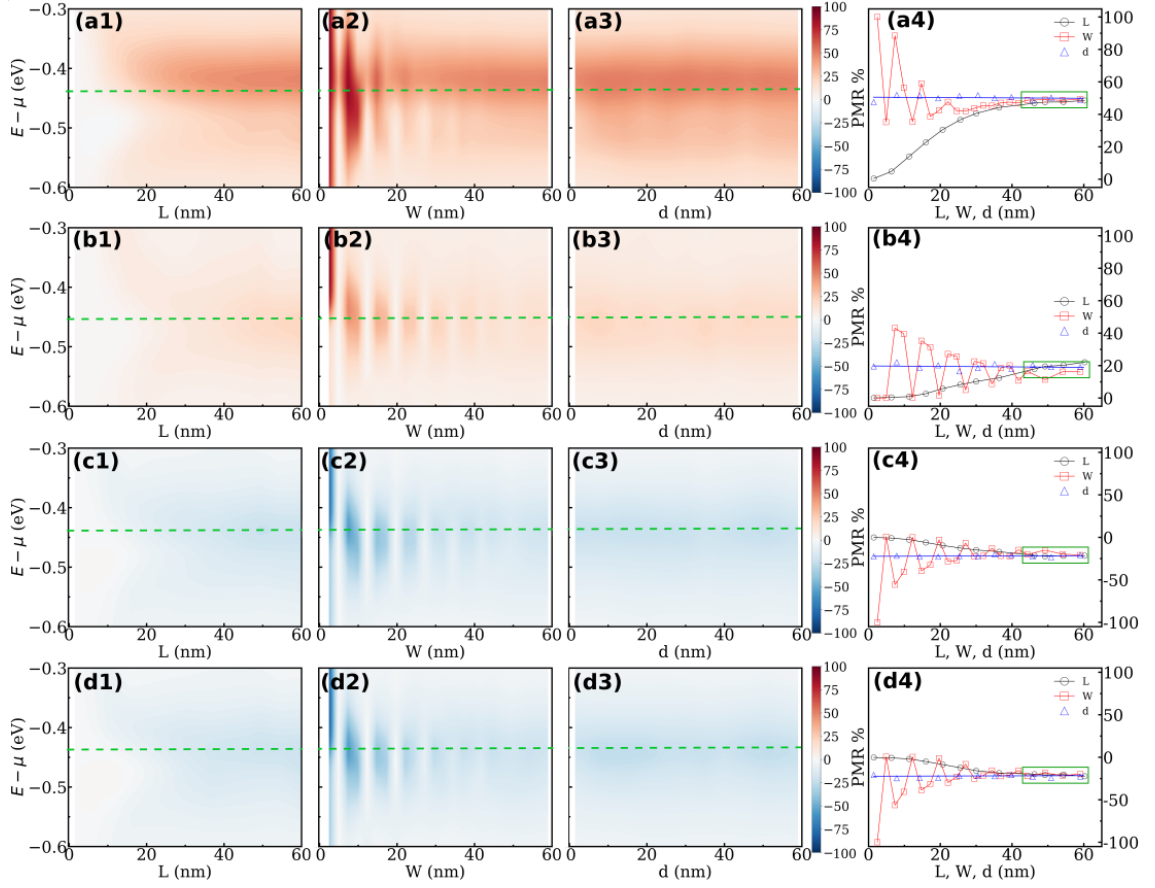 (a1) (a2) (a3) (a4)
−0.3 −0.4 −0.5 −0.6
E − μ (eV)
0 20 40 60
L (nm)
0 20 40 60
W (nm)
0 20 40 60
d (nm)
100 75 50 25 0 −25 −50 −75 −100
PMR %
L
W
d
100 80 60 40 20 0
0 20 40 60
L, W, d (nm)
(b1) (b2) (b3) (b4)
−0.3 −0.4 −0.5 −0.6
E − μ (eV)
0 20 40 60
L (nm)
0 20 40 60
W (nm)
0 20 40 60
d (nm)
100 75 50 25 0 −25 −50 −75 −100
PMR %
L
W
d
100 80 60 40 20 0
0 20 40 60
L, W, d (nm)
(c1) (c2) (c3) (c4)
−0.3 −0.4 −0.5 −0.6
E − μ (eV)
0 20 40 60
L (nm)
0 20 40 60
W (nm)
0 20 40 60
d (nm)
100 75 50 25 0 −25 −50 −75 −100
PMR %
L
W
d
100 50 0 −50 −100
0 20 40 60
L, W, d (nm)
(d1) (d2) (d3) (d4)
−0.3 −0.4 −0.5 −0.6
E − μ (eV)
0 20 40 60
L (nm)
0 20 40 60
W (nm)
0 20 40 60
d (nm)
100 75 50 25 0 −25 −50 −75 −100
PMR %
L
W
d
100 50 0 −50 −100
0 20 40 60
L, W, d (nm)